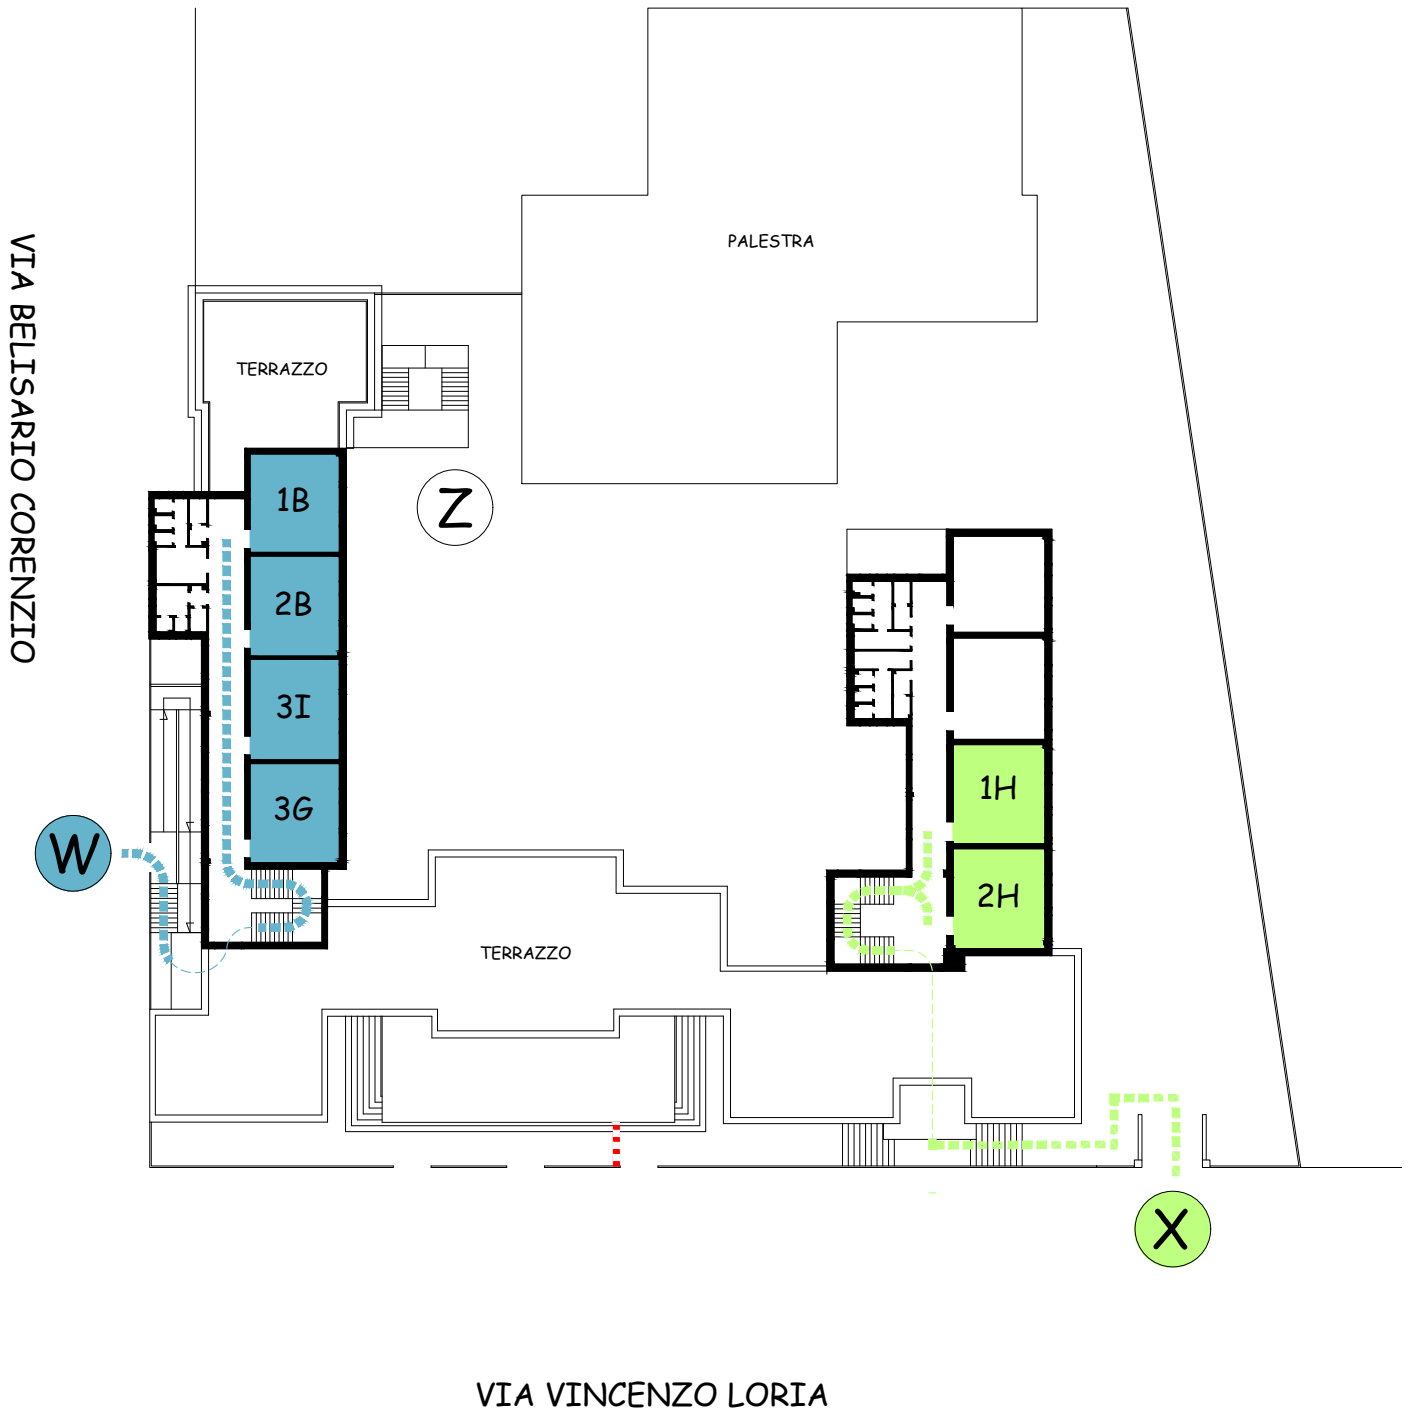 PALESTRA
VIA BELISARIO CORENZIO
TERRAZZO
1B
Z
2B
3I
1H
3G
W
2H
TERRAZZO
X
VIA VINCENZO LORIA